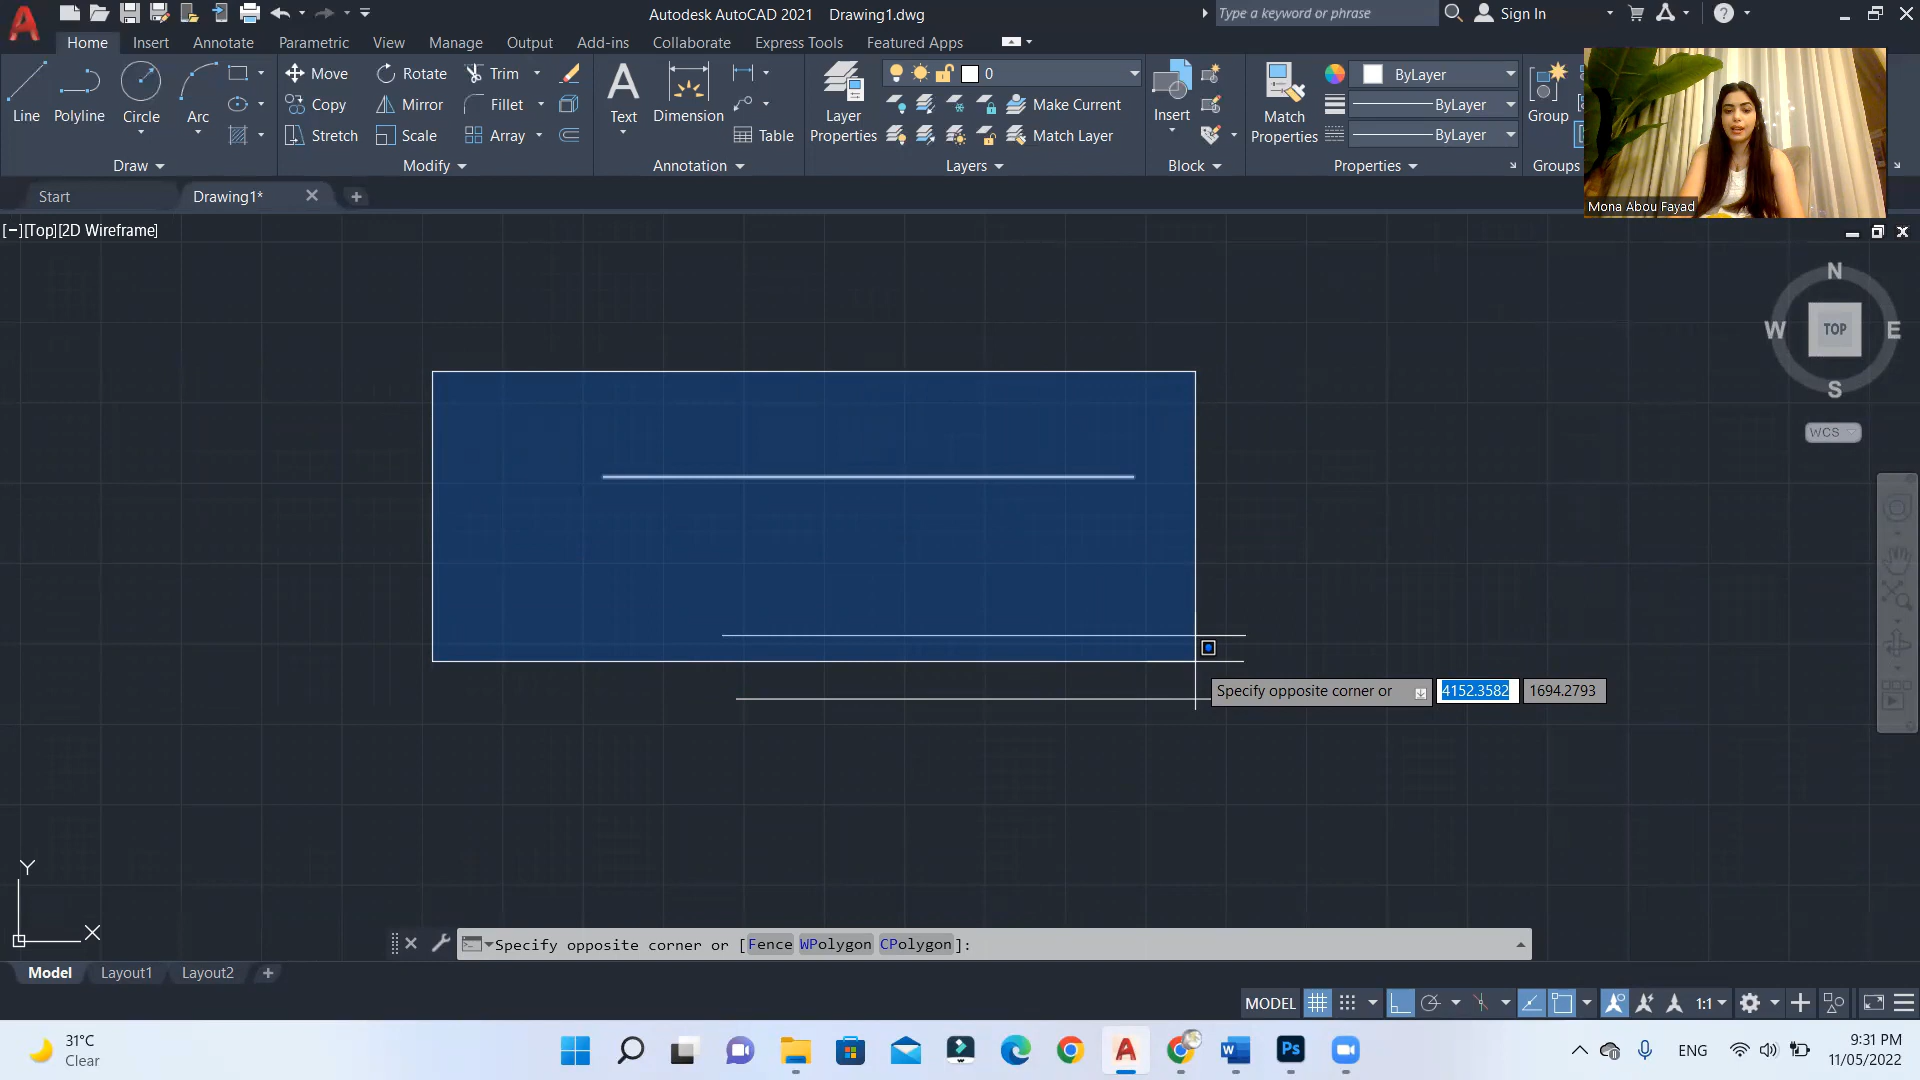 Autodesk AutoCAD 2021 Drawing1.dwg
Type a keyword or phrase
Sign In
Home Insert Annotate Parametric View Manage Output Add-ins Collaborate Express Tools Featured Apps
Line Polyline Circle Arc
Move Rotate Trim
Copy Mirror Fillet
Stretch Scale Array
Text Dimension
Table
Layer Properties
0
Make Current
Match Layer
Insert
Match Properties
ByLayer
ByLayer
ByLayer
Group
Draw Modify Annotation Layers Block Properties Groups
Mona Abou Fayad
Start Drawing1*
[−][Top][2D Wireframe]
N
W TOP E
S
WCS
Specify opposite corner or 4152.3582 1694.2793
Y
X
Specify opposite corner or [Fence WPolygon CPolygon]:
Model Layout1 Layout2
MODEL 1:1
31°C
Clear
ENG
9:31 PM
11/05/2022